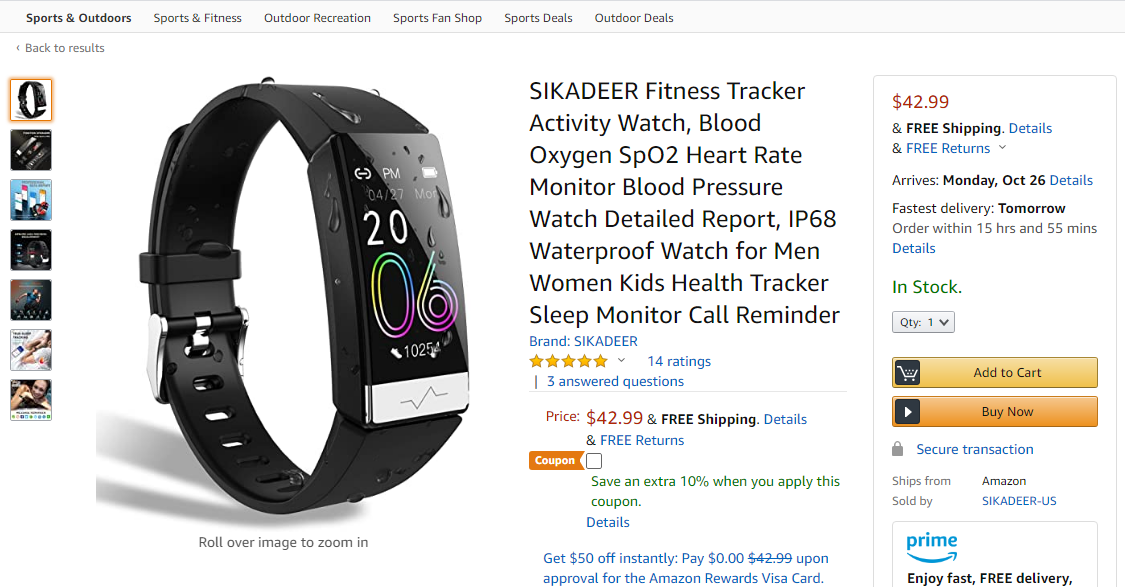 Sports & Outdoors Sports & Fitness Outdoor Recreation Sports Fan Shop Sports Deals Outdoor Deals
‹ Back to results
PM
04/27 Mon
20
06
10254
Roll over image to zoom in
SIKADEER Fitness Tracker
Activity Watch, Blood
Oxygen SpO2 Heart Rate
Monitor Blood Pressure
Watch Detailed Report, IP68
Waterproof Watch for Men
Women Kids Health Tracker
Sleep Monitor Call Reminder
Brand: SIKADEER
14 ratings
| 3 answered questions
Price: $42.99 & FREE Shipping. Details
& FREE Returns
Coupon
Save an extra 10% when you apply this
coupon.
Details
Get $50 off instantly: Pay $0.00 $42.99 upon
approval for the Amazon Rewards Visa Card.
$42.99
& FREE Shipping. Details
& FREE Returns
Arrives: Monday, Oct 26 Details
Fastest delivery: Tomorrow
Order within 15 hrs and 55 mins
Details
In Stock.
Qty: 1
Add to Cart
Buy Now
Secure transaction
Ships from Amazon
Sold by SIKADEER-US
prime
Enjoy fast, FREE delivery,